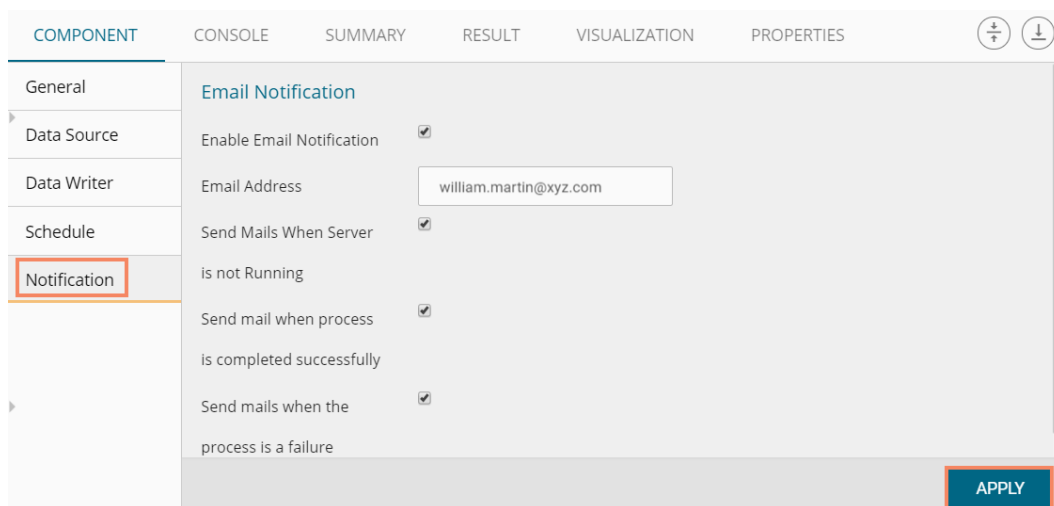 COMPONENT CONSOLE SUMMARY RESULT VISUALIZATION PROPERTIES
General
Data Source
Data Writer
Schedule
Notification
Email Notification
Enable Email Notification
Email Address william.martin@xyz.com
Send Mails When Server
is not Running
Send mail when process
is completed successfully
Send mails when the
process is a failure
APPLY